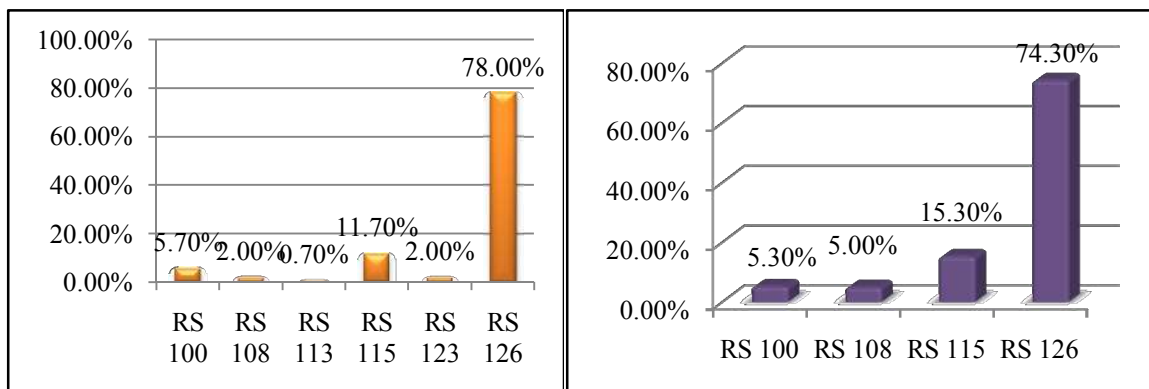 100.00%
80.00%
60.00%
40.00%
20.00%
0.00%
5.70%
2.00%
0.70%
11.70%
2.00%
78.00%
RS 100
RS 108
RS 113
RS 115
RS 123
RS 126
80.00%
60.00%
40.00%
20.00%
0.00%
5.30%
5.00%
15.30%
74.30%
RS 100
RS 108
RS 115
RS 126